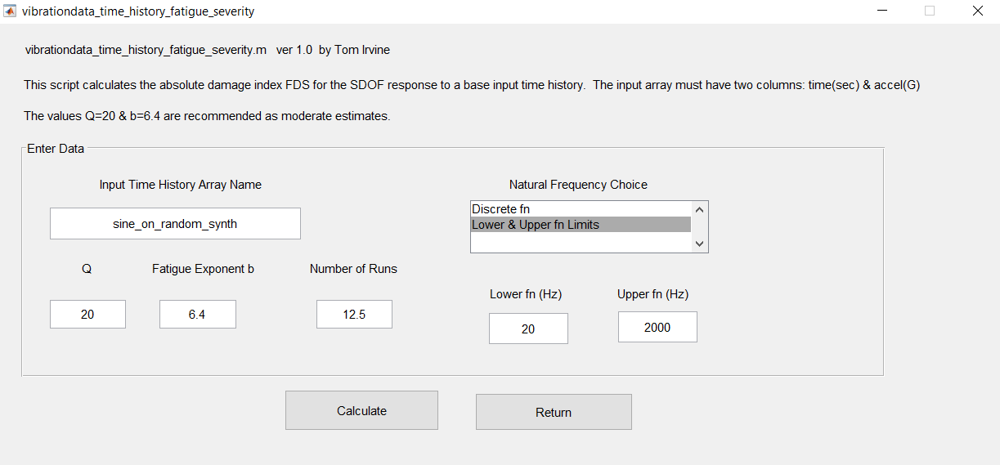 vibrationdata_time_history_fatigue_severity
vibrationdata_time_history_fatigue_severity.m   ver 1.0  by Tom Irvine
This script calculates the absolute damage index FDS for the SDOF response to a base input time history.  The input array must have two columns: time(sec) & accel(G)
The values Q=20 & b=6.4 are recommended as moderate estimates.
Enter Data
Input Time History Array Name
sine_on_random_synth
Q
Fatigue Exponent b
Number of Runs
20
6.4
12.5
Natural Frequency Choice
Discrete fn
Lower & Upper fn Limits
Lower fn (Hz)
Upper fn (Hz)
20
2000
Calculate
Return